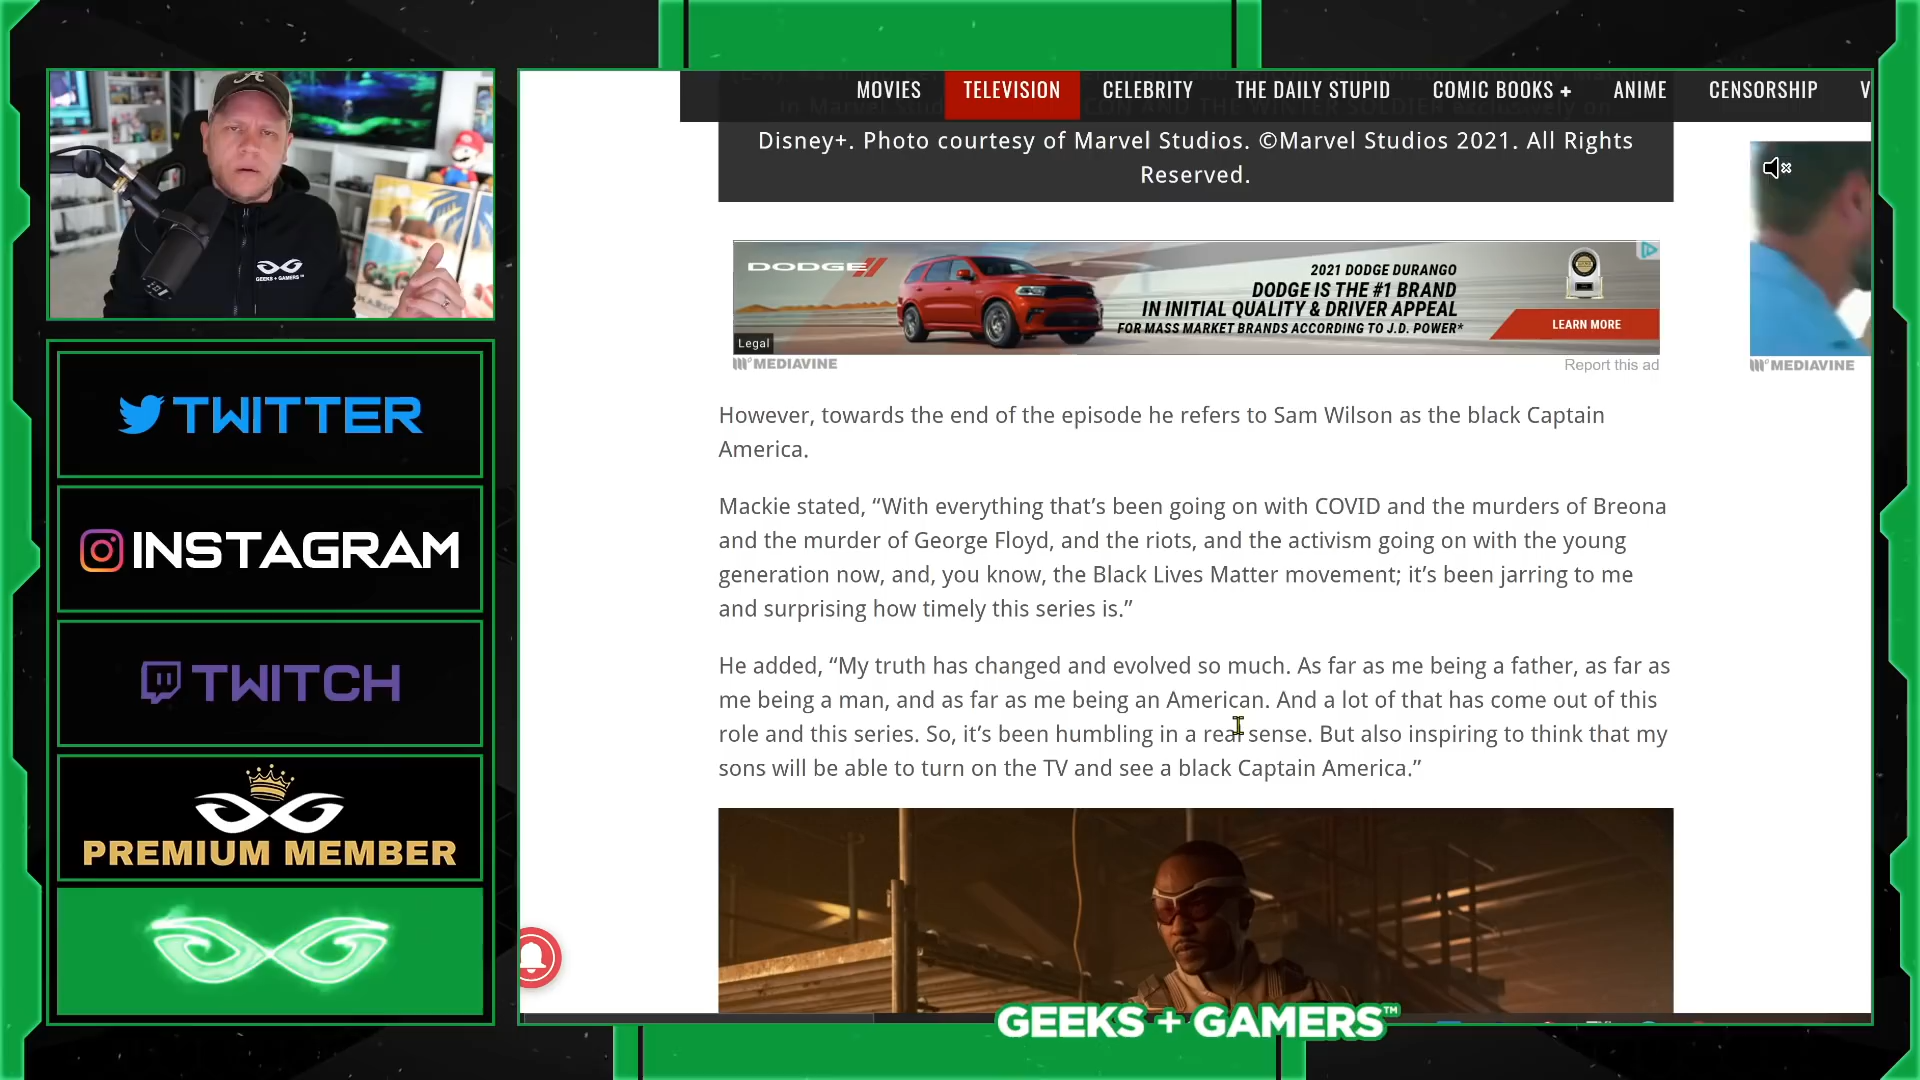 MOVIES TELEVISION CELEBRITY THE DAILY STUPID COMIC BOOKS + ANIME CENSORSHIP V
Disney+. Photo courtesy of Marvel Studios. ©Marvel Studios 2021. All Rights
Reserved.
DODGE
2021 DODGE DURANGO
DODGE IS THE #1 BRAND
IN INITIAL QUALITY & DRIVER APPEAL
FOR MASS MARKET BRANDS ACCORDING TO J.D. POWER*
LEARN MORE
Legal
MEDIAVINE
Report this ad
MEDIAVINE
However, towards the end of the episode he refers to Sam Wilson as the black Captain
America.
Mackie stated, “With everything that’s been going on with COVID and the murders of Breona
and the murder of George Floyd, and the riots, and the activism going on with the young
generation now, and, you know, the Black Lives Matter movement; it’s been jarring to me
and surprising how timely this series is.”
He added, “My truth has changed and evolved so much. As far as me being a father, as far as
me being a man, and as far as me being an American. And a lot of that has come out of this
role and this series. So, it’s been humbling in a real sense. But also inspiring to think that my
sons will be able to turn on the TV and see a black Captain America.”
GEEKS + GAMERS™
TWITTER
INSTAGRAM
TWITCH
PREMIUM MEMBER
GEEKS + GAMERS™